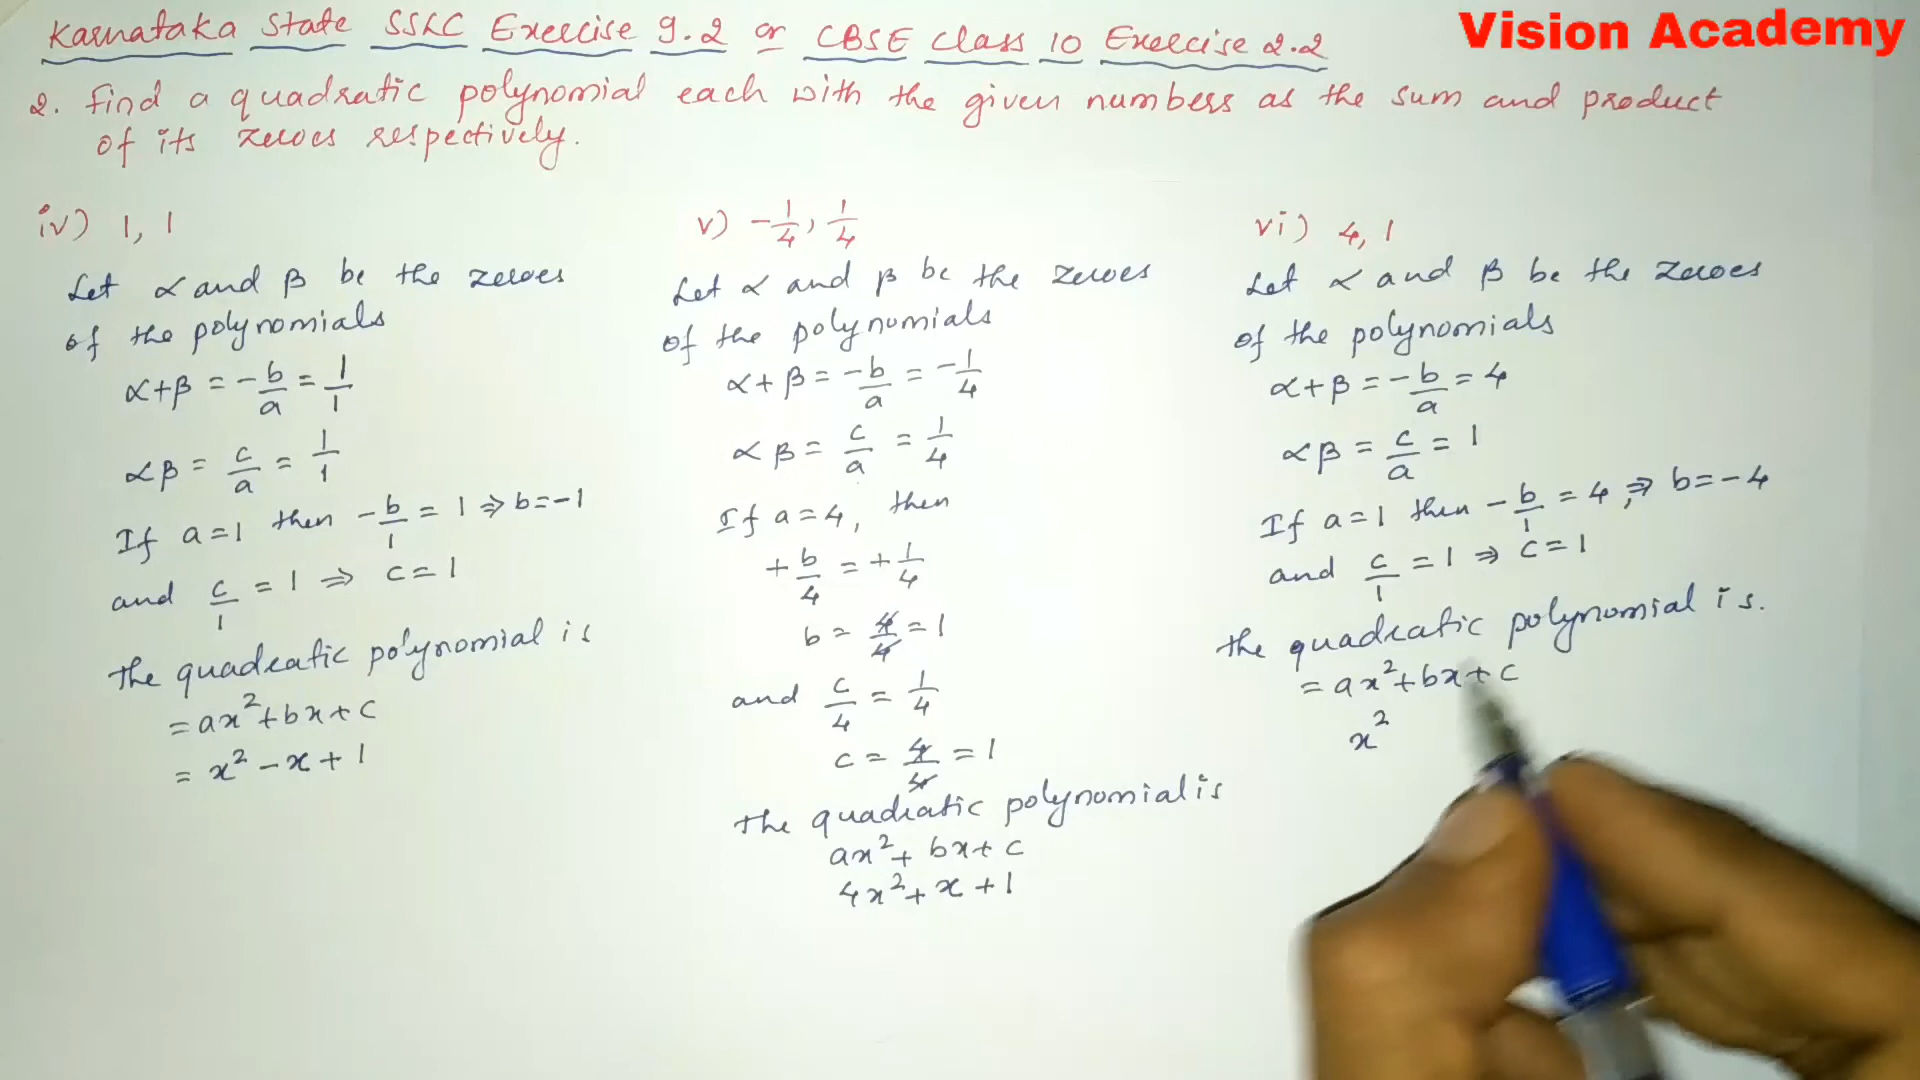 Karnataka State SSLC Exercise 9.2 or CBSE Class 10 Exercise 2.2
Vision Academy
2. Find a quadratic polynomial each with the given numbers as the sum and product
of its zeroes respectively.
iv) 1, 1
Let α and β be the zeroes
of the polynomials
α+β = -b/a = 1/1
αβ = c/a = 1/1
If a=1 then -b/1 = 1 ⇒ b=-1
and c/1 = 1 ⇒ c=1
The quadratic polynomial is
= ax²+bx+c
= x²-x+1
v) -1/4, 1/4
Let α and β be the zeroes
of the polynomials
α+β = -b/a = -1/4
αβ = c/a = 1/4
If a=4, then
+b/4 = +1/4
b = 4/4 = 1
and c/4 = 1/4
c = 4/4 = 1
The quadratic polynomial is
ax²+bx+c
4x²+x+1
vi) 4, 1
Let α and β be the zeroes
of the polynomials
α+β = -b/a = 4
αβ = c/a = 1
If a=1 then -b/1 = 4, ⇒ b=-4
and c/1 = 1 ⇒ c=1
The quadratic polynomial is.
= ax²+bx+c
x²